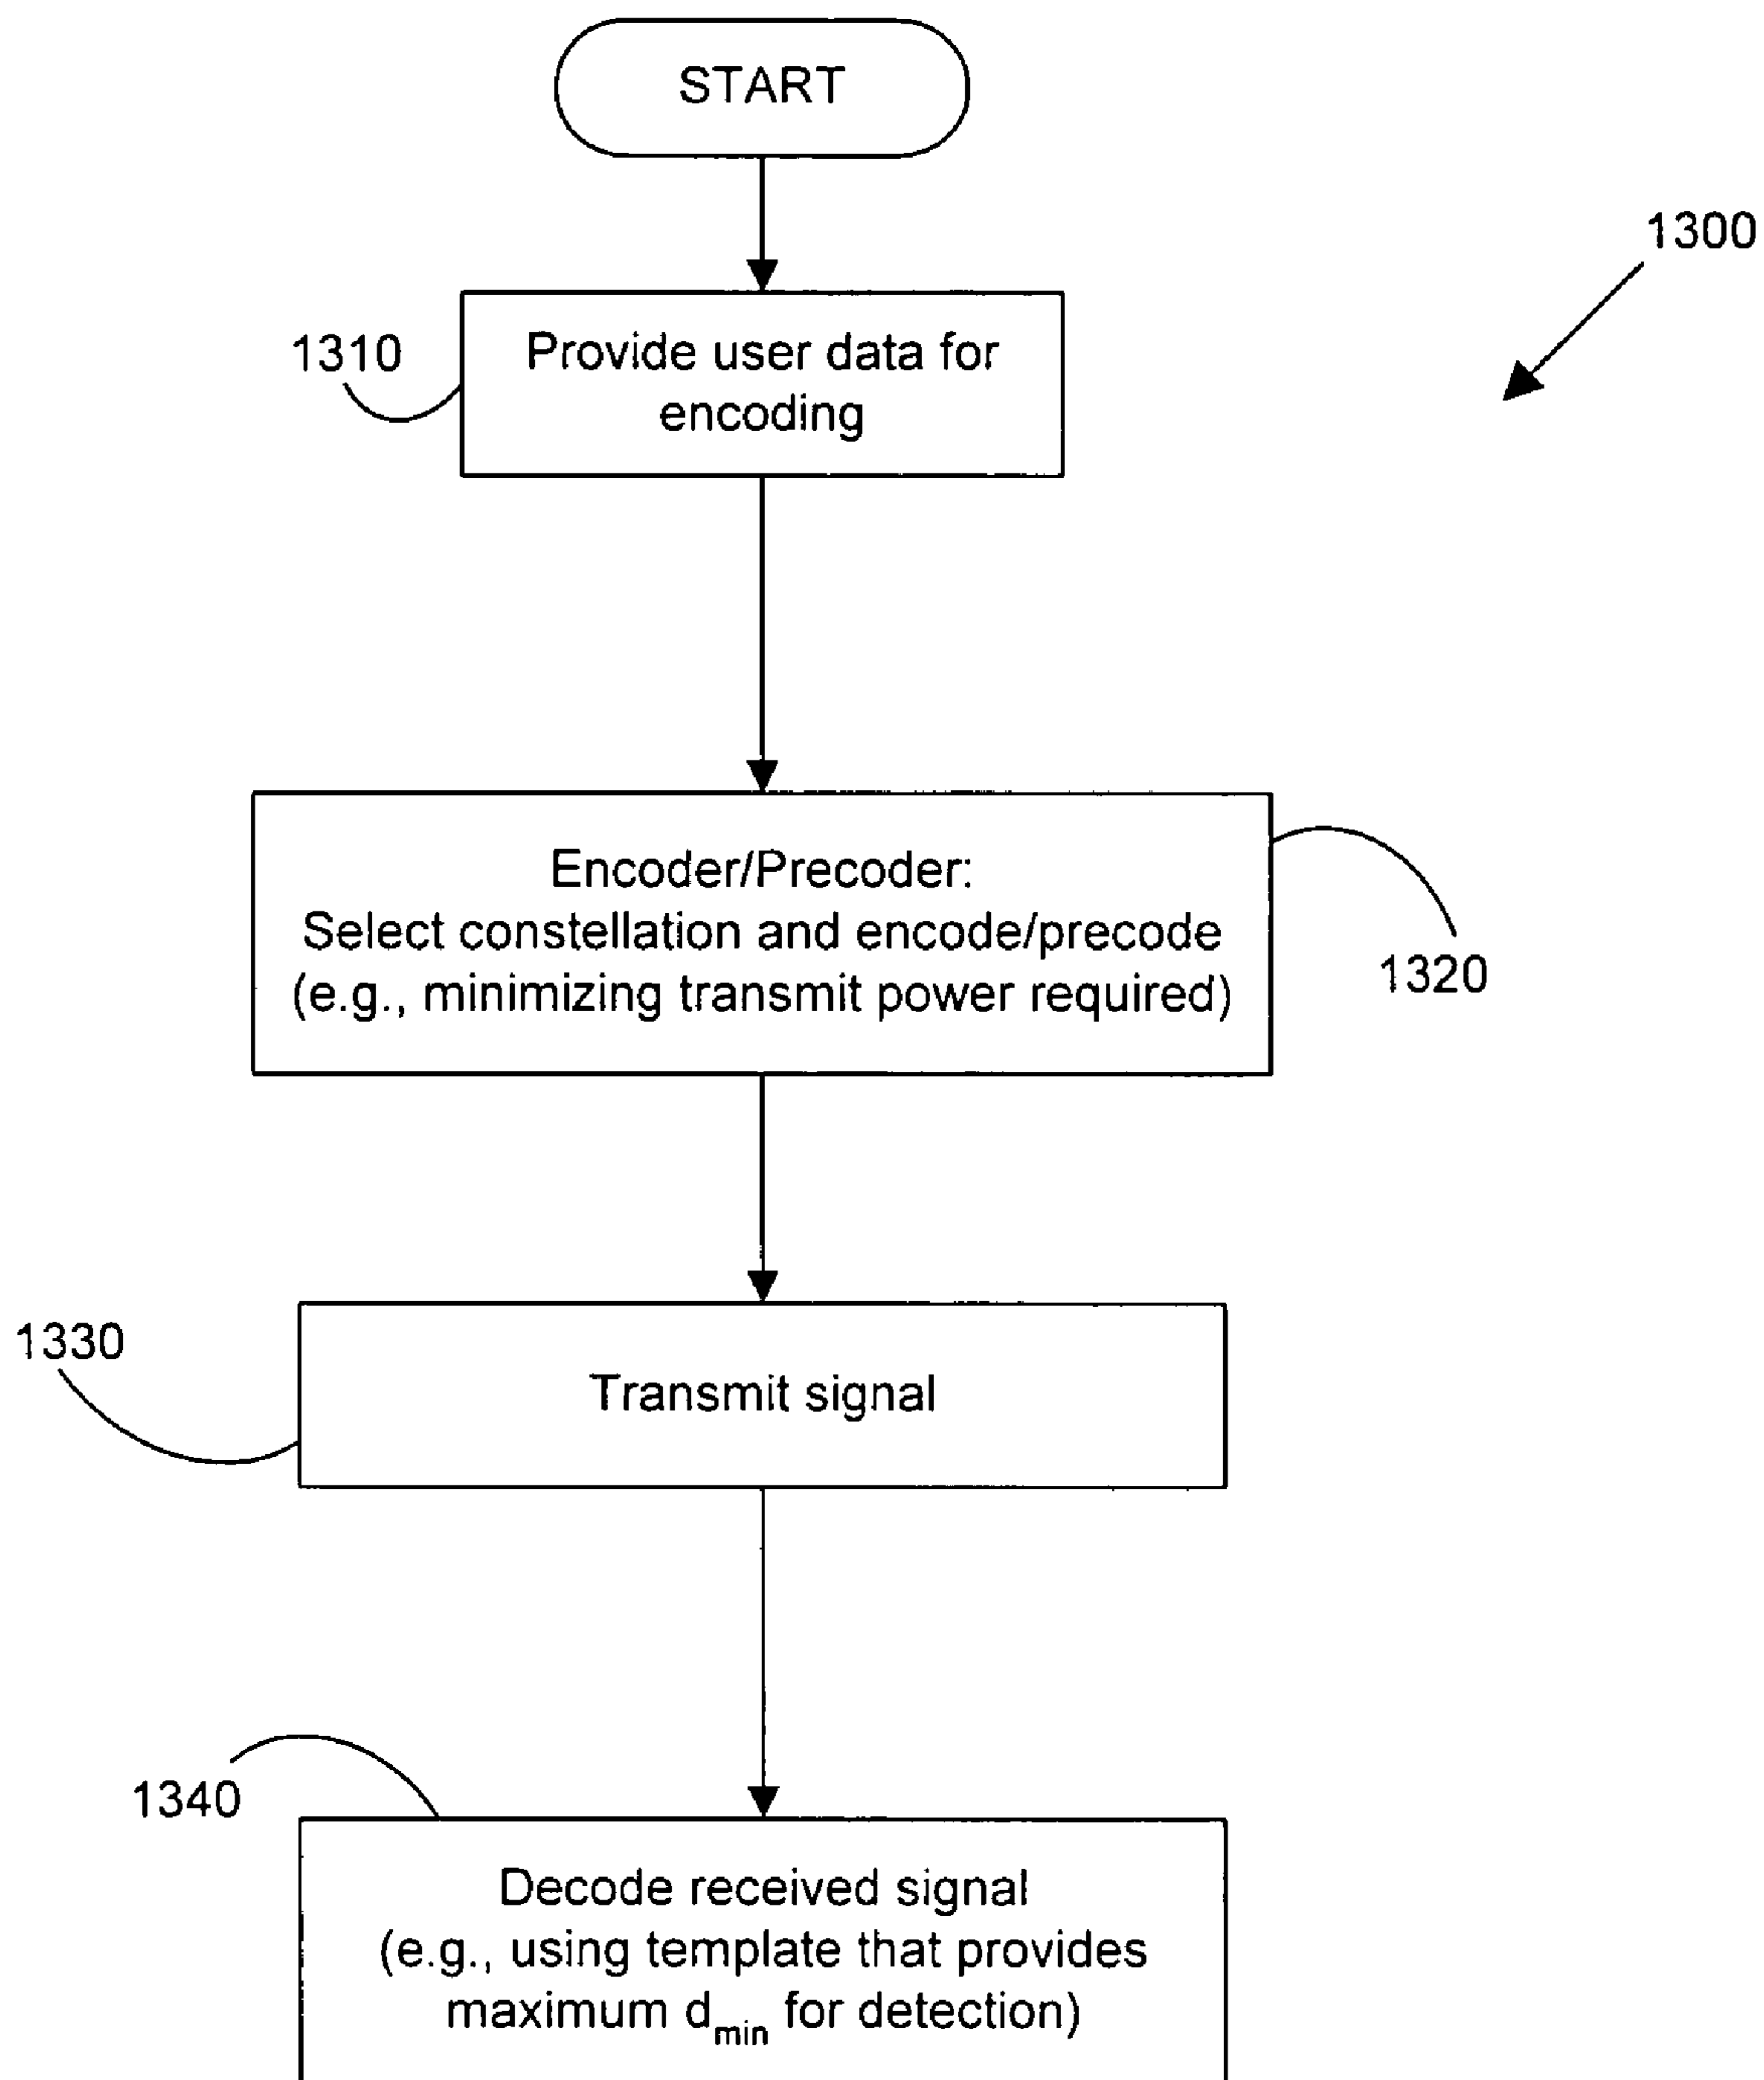 START
1300
1310
Provide user data for
encoding
Encoder/Precoder:
Select constellation and encode/precode
(e.g., minimizing transmit power required)
1320
1330
Transmit signal
1340
Decode received signal
(e.g., using template that provides
maximum dmin for detection)